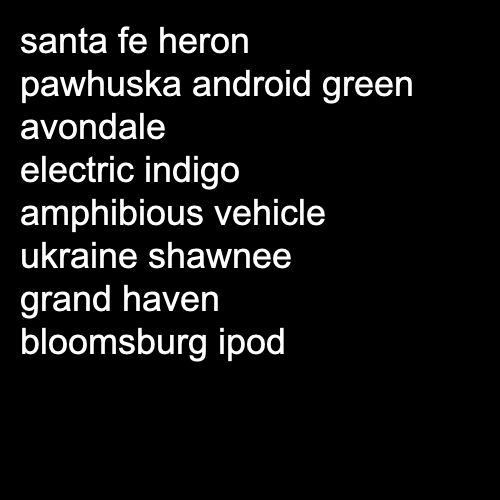 santa fe heron
pawhuska android green
avondale
electric indigo
amphibious vehicle
ukraine shawnee
grand haven
bloomsburg ipod